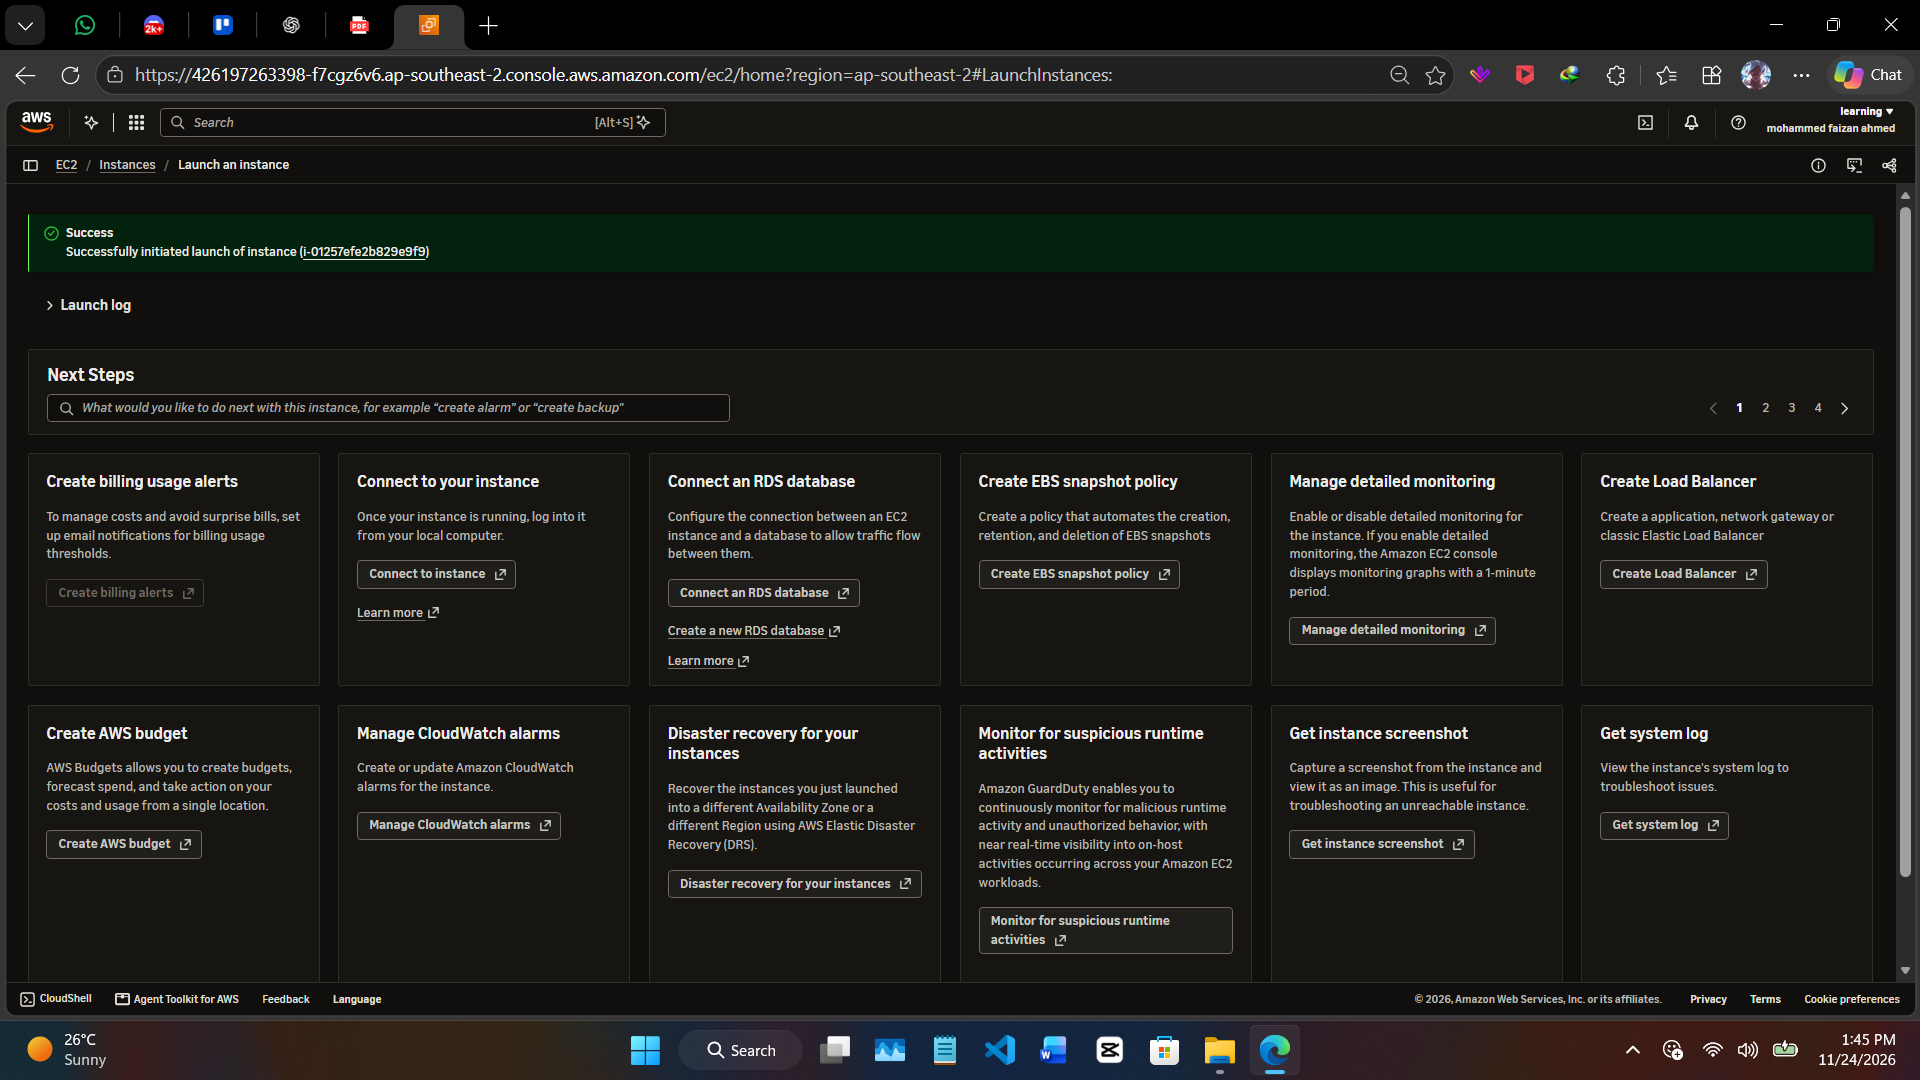 2k+
PDF
https://426197263398-f7cgz6v6.ap-southeast-2.console.aws.amazon.com/ec2/home?region=ap-southeast-2#LaunchInstances:
Chat
aws
Search
[Alt+S]
learning
mohammed faizan ahmed
EC2 / Instances / Launch an instance
Success
Successfully initiated launch of instance (i-01257efe2b829e9f9)
Launch log
Next Steps
What would you like to do next with this instance, for example “create alarm” or “create backup”
1 2 3 4
Create billing usage alerts
To manage costs and avoid surprise bills, set
up email notifications for billing usage
thresholds.
Create billing alerts
Connect to your instance
Once your instance is running, log into it
from your local computer.
Connect to instance
Learn more
Connect an RDS database
Configure the connection between an EC2
instance and a database to allow traffic flow
between them.
Connect an RDS database
Create a new RDS database
Learn more
Create EBS snapshot policy
Create a policy that automates the creation,
retention, and deletion of EBS snapshots
Create EBS snapshot policy
Manage detailed monitoring
Enable or disable detailed monitoring for
the instance. If you enable detailed
monitoring, the Amazon EC2 console
displays monitoring graphs with a 1-minute
period.
Manage detailed monitoring
Create Load Balancer
Create a application, network gateway or
classic Elastic Load Balancer
Create Load Balancer
Create AWS budget
AWS Budgets allows you to create budgets,
forecast spend, and take action on your
costs and usage from a single location.
Create AWS budget
Manage CloudWatch alarms
Create or update Amazon CloudWatch
alarms for the instance.
Manage CloudWatch alarms
Disaster recovery for your
instances
Recover the instances you just launched
into a different Availability Zone or a
different Region using AWS Elastic Disaster
Recovery (DRS).
Disaster recovery for your instances
Monitor for suspicious runtime
activities
Amazon GuardDuty enables you to
continuously monitor for malicious runtime
activity and unauthorized behavior, with
near real-time visibility into on-host
activities occurring across your Amazon EC2
workloads.
Monitor for suspicious runtime
activities
Get instance screenshot
Capture a screenshot from the instance and
view it as an image. This is useful for
troubleshooting an unreachable instance.
Get instance screenshot
Get system log
View the instance's system log to
troubleshoot issues.
Get system log
CloudShell
Agent Toolkit for AWS
Feedback
Language
© 2026, Amazon Web Services, Inc. or its affiliates.
Privacy
Terms
Cookie preferences
26°C
Sunny
Search
W
1:45 PM
11/24/2026